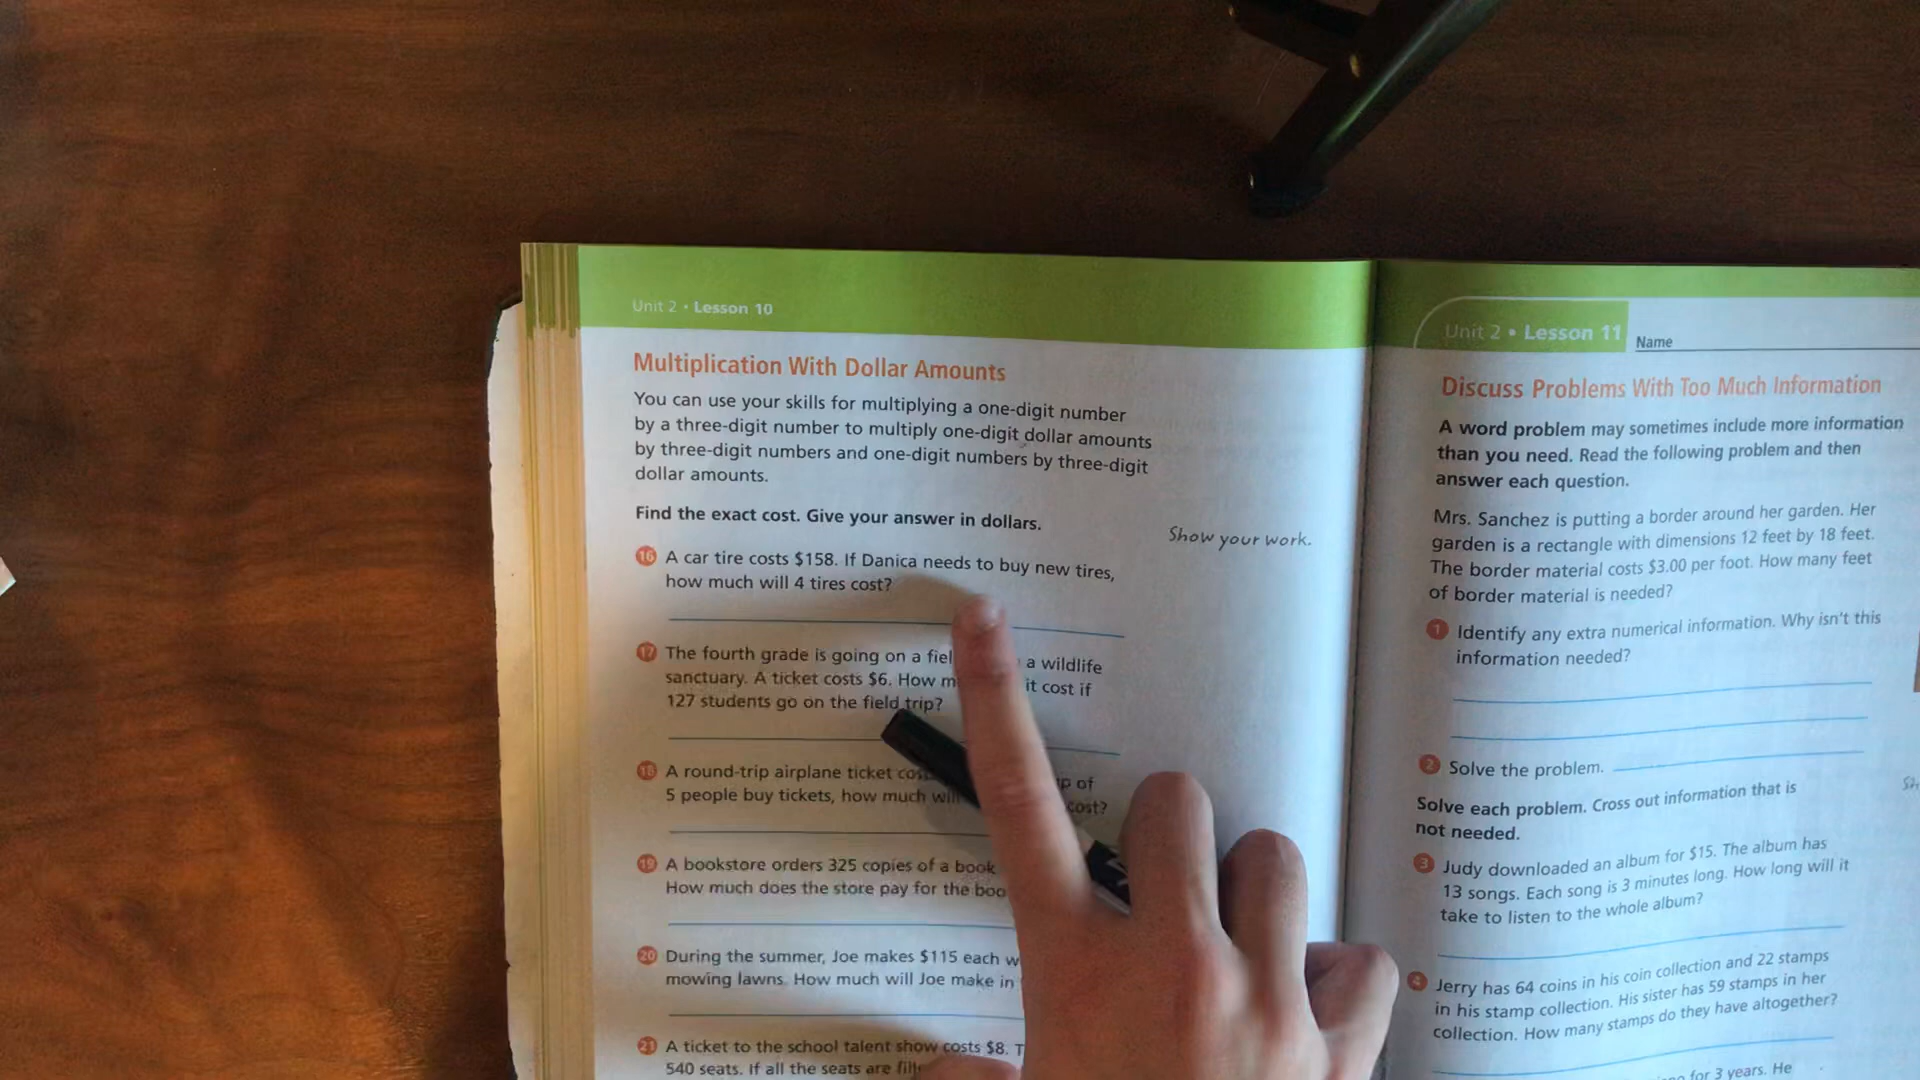 Unit 2 • Lesson 10
Multiplication With Dollar Amounts
You can use your skills for multiplying a one-digit number
by a three-digit number to multiply one-digit dollar amounts
by three-digit numbers and one-digit numbers by three-digit
dollar amounts.
Find the exact cost. Give your answer in dollars.
Show your work.
16 A car tire costs $158. If Danica needs to buy new tires,
how much will 4 tires cost?
17 The fourth grade is going on a a wildlife
sanctuary. A ticket costs $6. How it cost if
127 students go on the field trip?
18 A round-trip airplane ticket of
5 people buy tickets, how much cost?
19 A bookstore orders 325 copies of a book
How much does the store pay for the
20 During the summer, Joe makes $115 each
mowing lawns. How much will Joe make in
21 A ticket to the school talent show costs $8.
540 seats. If all the seats are
Unit 2 • Lesson 11
Name
Discuss Problems With Too Much Information
A word problem may sometimes include more information
than you need. Read the following problem and then
answer each question.
Mrs. Sanchez is putting a border around her garden. Her
garden is a rectangle with dimensions 12 feet by 18 feet.
The border material costs $3.00 per foot. How many feet
of border material is needed?
1 Identify any extra numerical information. Why isn't this
information needed?
2 Solve the problem.
Solve each problem. Cross out information that is
not needed.
3 Judy downloaded an album for $15. The album has
13 songs. Each song is 3 minutes long. How long will it
take to listen to the whole album?
4 Jerry has 64 coins in his coin collection and 22 stamps
in his stamp collection. His sister has 59 stamps in her
collection. How many stamps do they have altogether?
for 3 years. He